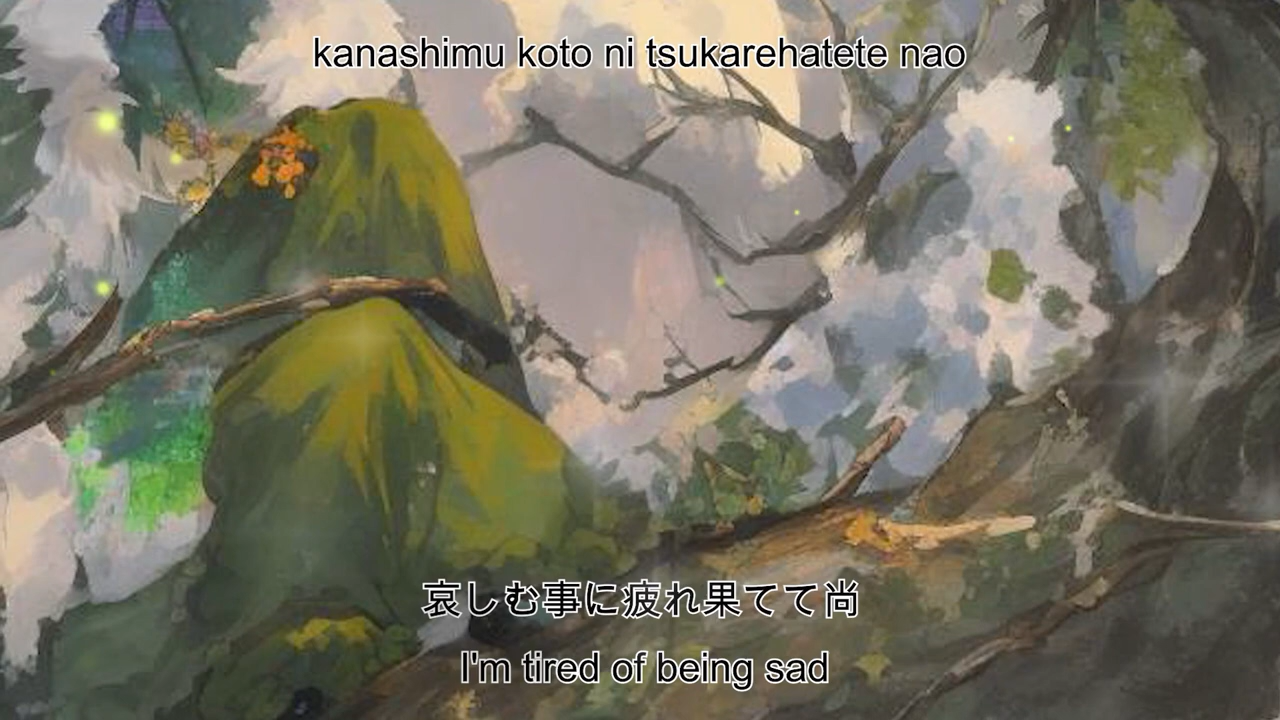 kanashimu koto ni tsukarehatete nao
哀しむ事に疲れ果てて尚
I'm tired of being sad